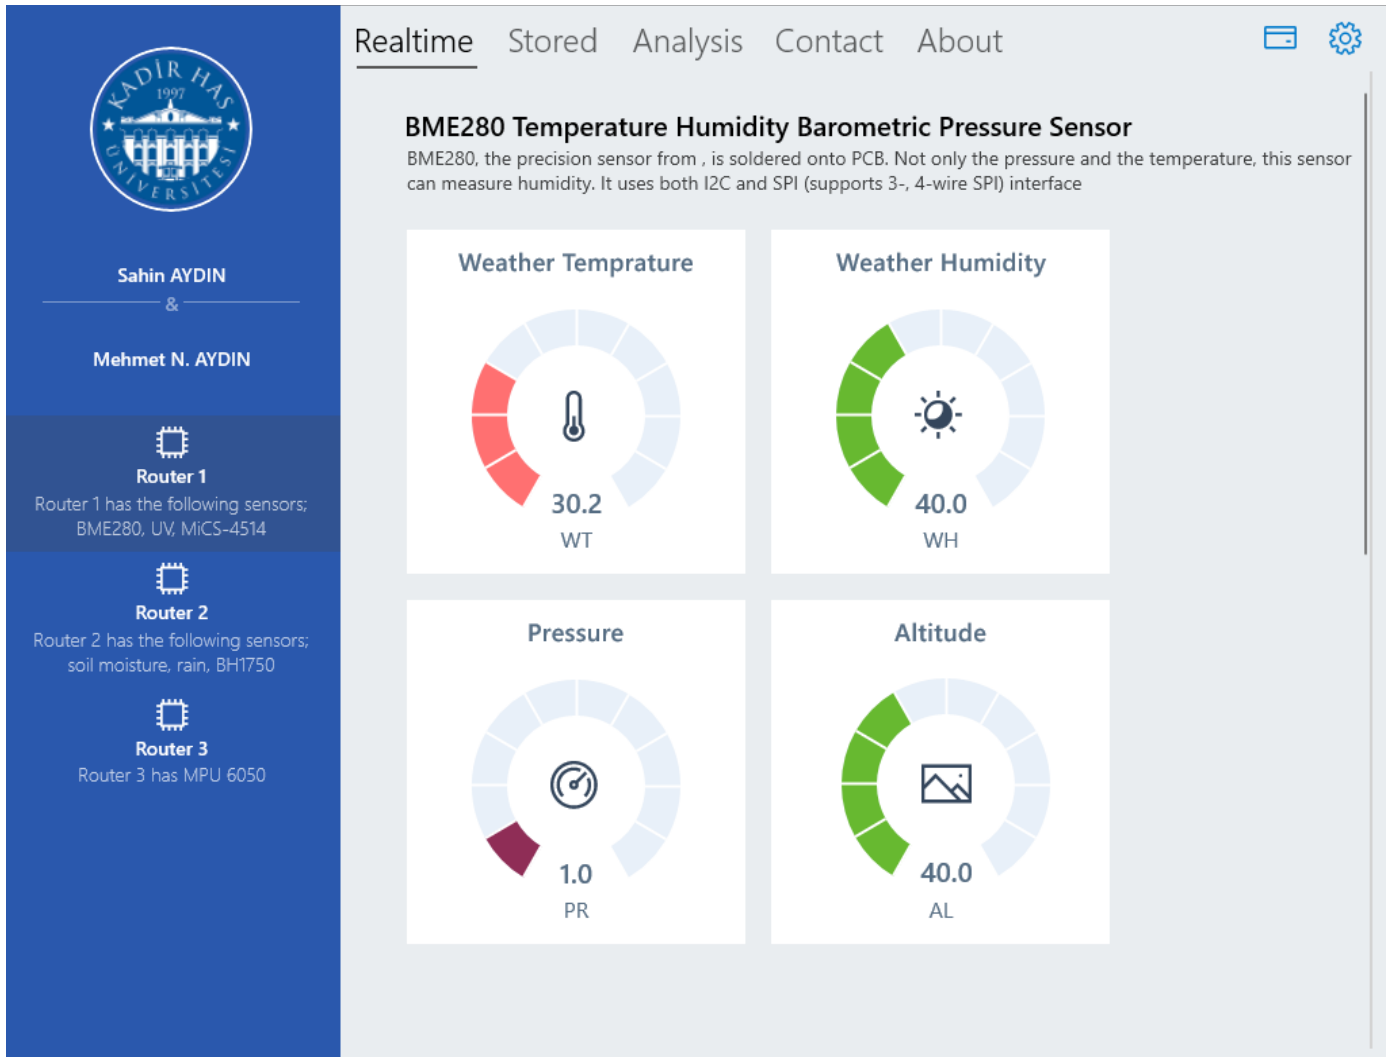 KADİR HAS
1997
ÜNİVERSİTESİ
Sahin AYDIN
&
Mehmet N. AYDIN
Router 1
Router 1 has the following sensors;
BME280, UV, MiCS-4514
Router 2
Router 2 has the following sensors;
soil moisture, rain, BH1750
Router 3
Router 3 has MPU 6050
Realtime Stored Analysis Contact About
BME280 Temperature Humidity Barometric Pressure Sensor
BME280, the precision sensor from , is soldered onto PCB. Not only the pressure and the temperature, this sensor
can measure humidity. It uses both I2C and SPI (supports 3-, 4-wire SPI) interface
Weather Temprature
30.2
WT
Weather Humidity
40.0
WH
Pressure
1.0
PR
Altitude
40.0
AL